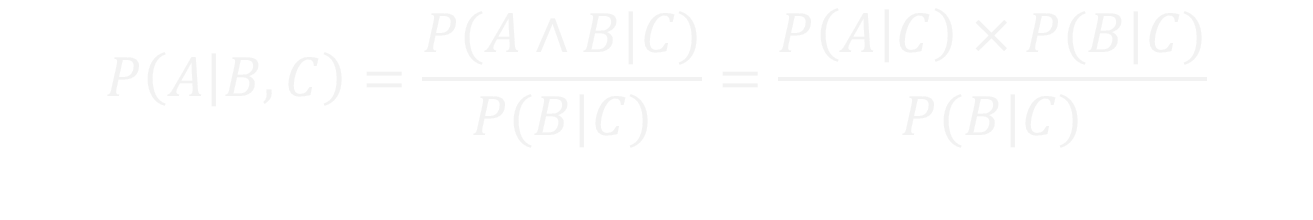 P(A|B, C) = P(A ∧ B|C) / P(B|C) = P(A|C) × P(B|C) / P(B|C)